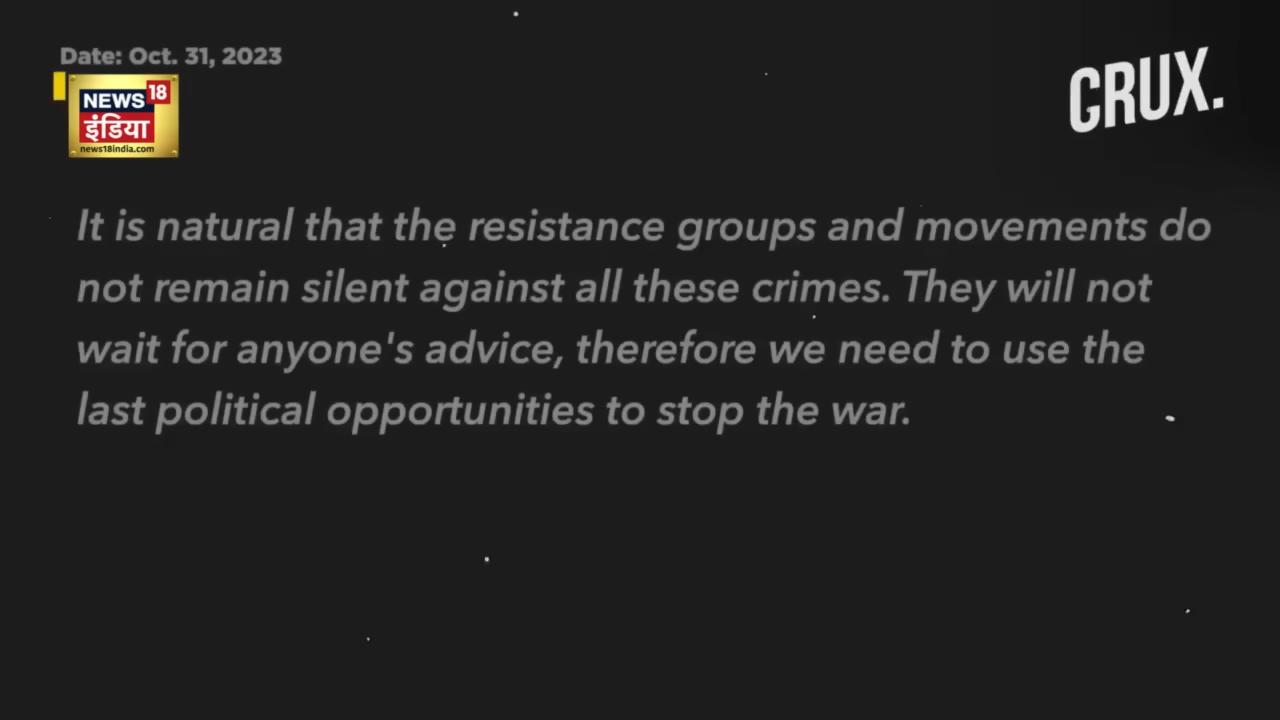 Date: Oct. 31, 2023
CRUX.
NEWS 18
इंडिया
news18india.com
It is natural that the resistance groups and movements do
not remain silent against all these crimes. They will not
wait for anyone's advice, therefore we need to use the
last political opportunities to stop the war.